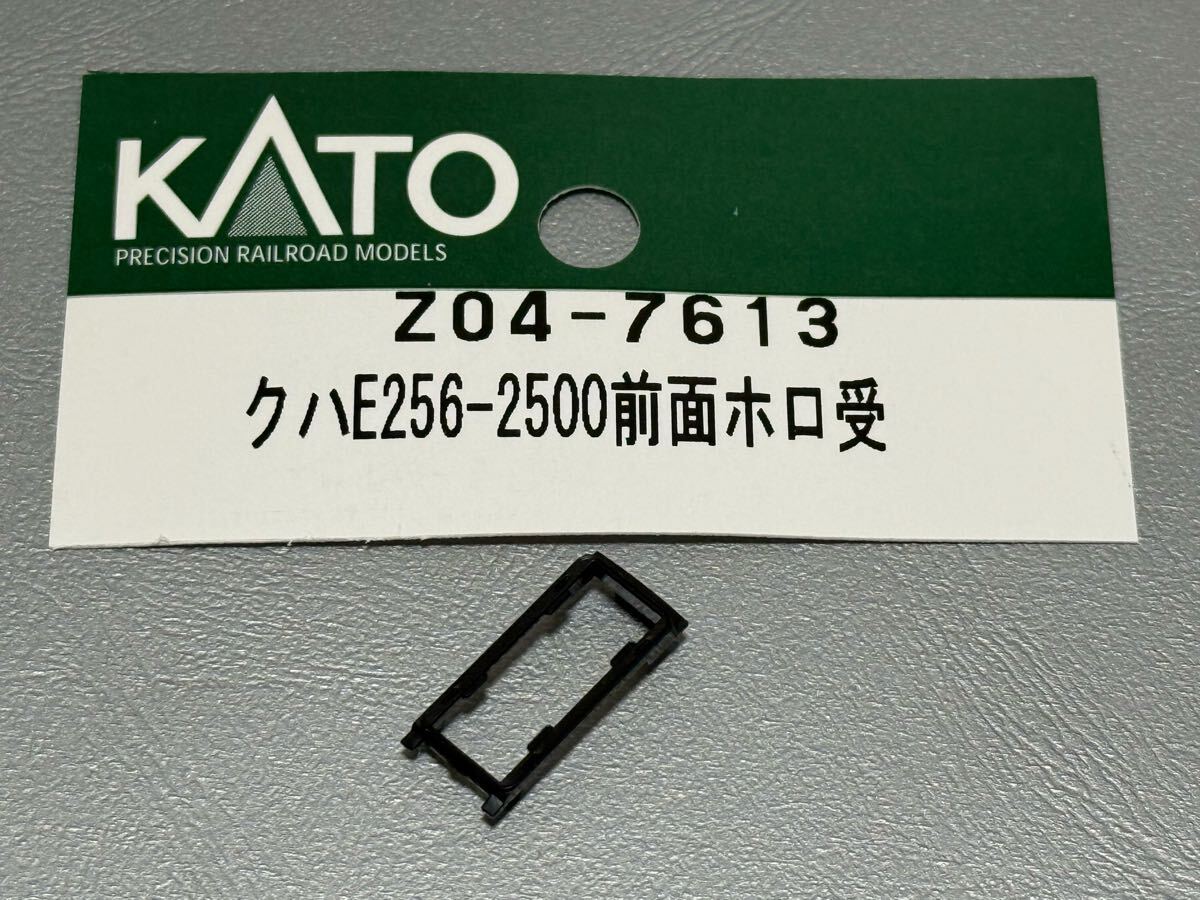 KATO
PRECISION RAILROAD MODELS
Z04-7613
クハE256-2500前面ホロ受